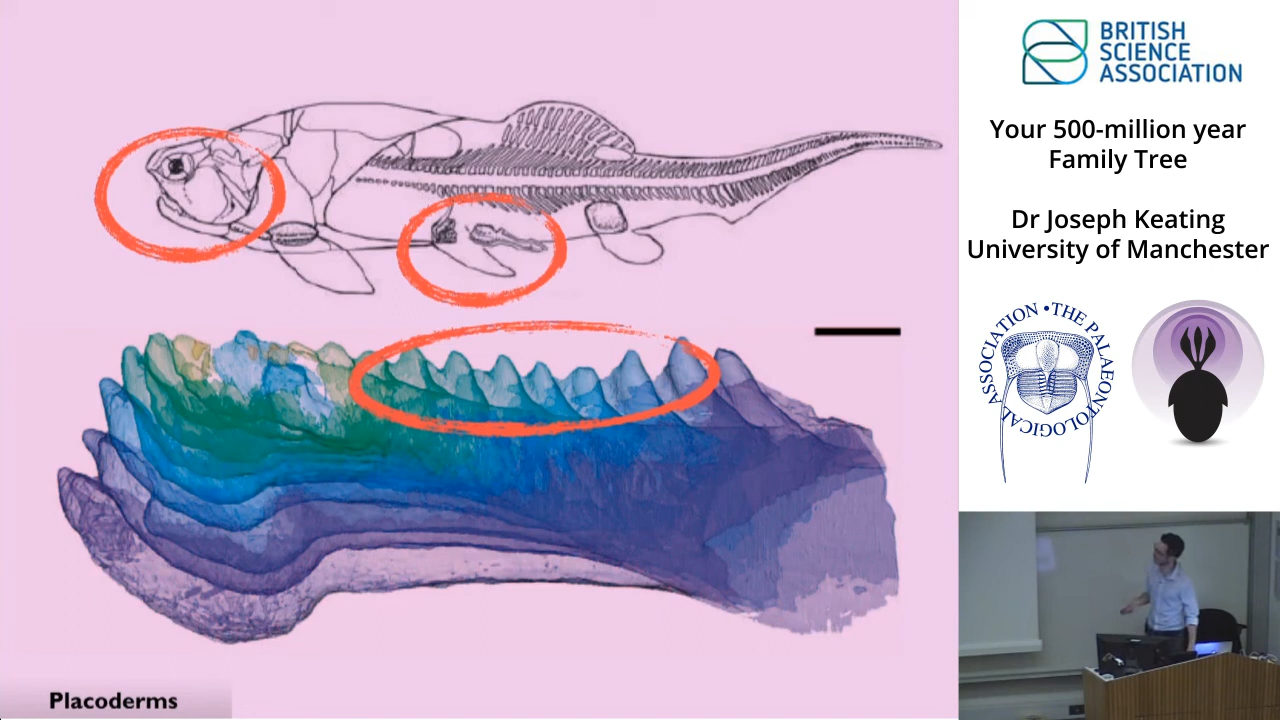 BRITISH
SCIENCE
ASSOCIATION
Your 500-million year
Family Tree
Dr Joseph Keating
University of Manchester
THE PALAEONTOLOGICAL ASSOCIATION •
Placoderms